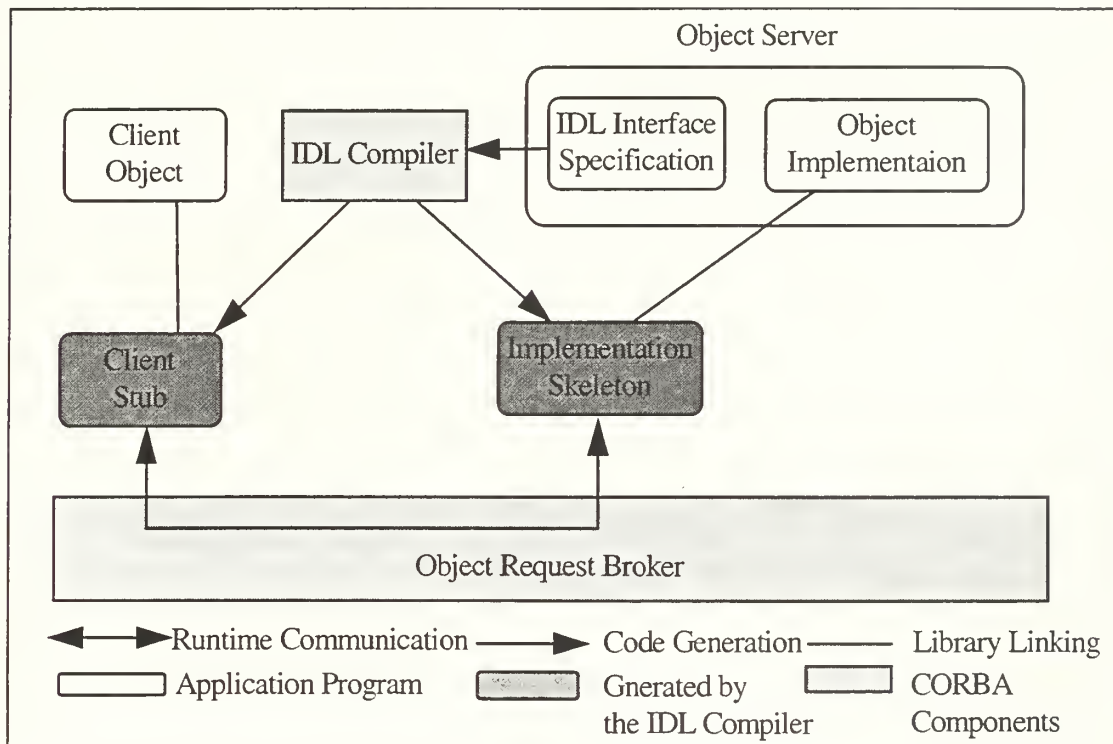 Object Server
Client
Object
IDL Compiler
IDL Interface
Specification
Object
Implementaion
Client
Stub
Implementation
Skeleton
Object Request Broker
Runtime Communication
Code Generation
Library Linking
Application Program
Gnerated by
the IDL Compiler
CORBA
Components